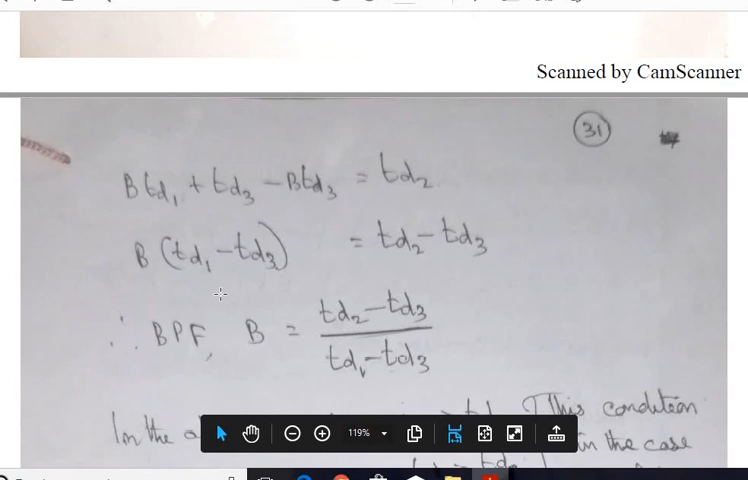 Scanned by CamScanner
31
Btd₁ + td₃ - Btd₃ = td₂
B(td₁ - td₃) = td₂ - td₃
∴ BPF, B = (td₂ - td₃) / (td₁ - td₃)
In the
This condition
119%
in the case